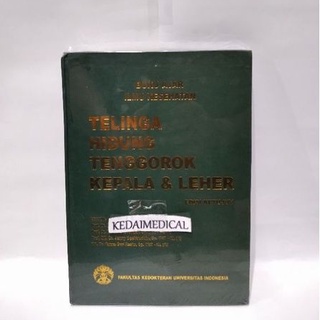 BUKU AJAR
ILMU KESEHATAN
TELINGA
HIDUNG
TENGGOROK
KEPALA & LEHER
KEDAIMEDICAL
FAKULTAS KEDOKTERAN UNIVERSITAS INDONESIA